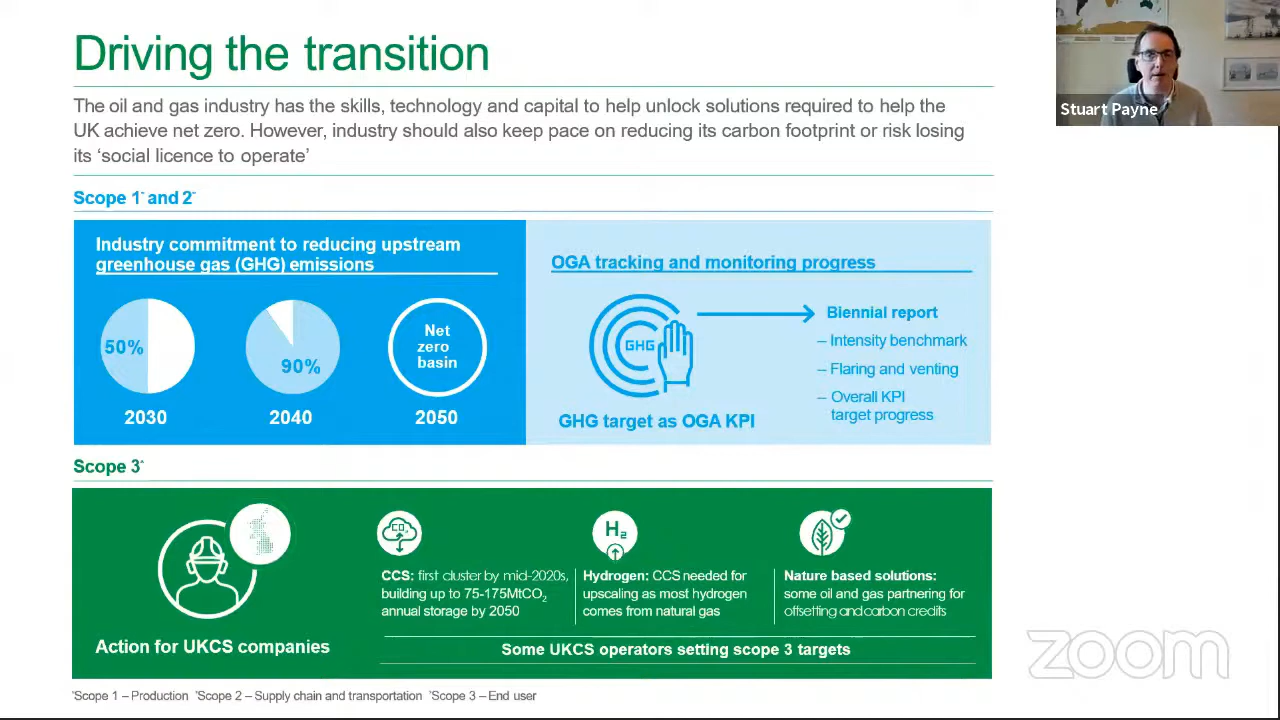 Driving the transition
Stuart Payne
The oil and gas industry has the skills, technology and capital to help unlock solutions required to help the
UK achieve net zero. However, industry should also keep pace on reducing its carbon footprint or risk losing
its ‘social licence to operate’
Scope 1* and 2*
Industry commitment to reducing upstream
greenhouse gas (GHG) emissions
50%
2030
90%
2040
Net
zero
basin
2050
OGA tracking and monitoring progress
GHG
GHG target as OGA KPI
Biennial report
– Intensity benchmark
– Flaring and venting
– Overall KPI
target progress
Scope 3*
Action for UKCS companies
CO₂
CCS: first cluster by mid-2020s,
building up to 75-175MtCO₂
annual storage by 2050
H₂
Hydrogen: CCS needed for
upscaling as most hydrogen
comes from natural gas
Nature based solutions:
some oil and gas partnering for
offsetting and carbon credits
Some UKCS operators setting scope 3 targets
*Scope 1 – Production *Scope 2 – Supply chain and transportation *Scope 3 – End user
zoom